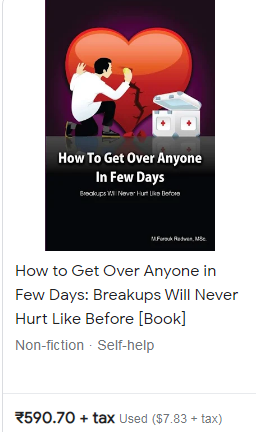 How To Get Over Anyone
In Few Days
Breakups Will Never Hurt Like Before
M.Farouk Radwan, MSc.
How to Get Over Anyone in
Few Days: Breakups Will Never
Hurt Like Before [Book]
Non-fiction · Self-help
₹590.70 + tax Used ($7.83 + tax)